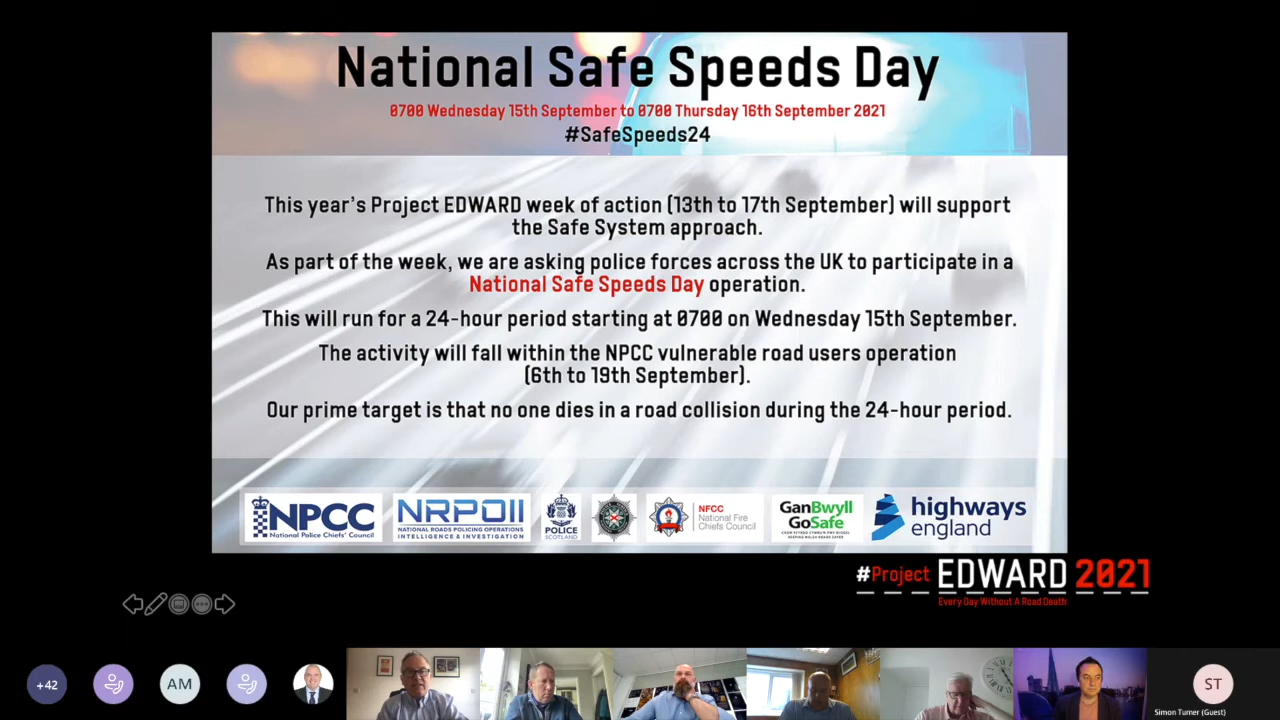 National Safe Speeds Day
0700 Wednesday 15th September to 0700 Thursday 16th September 2021
#SafeSpeeds24
This year's Project EDWARD week of action (13th to 17th September) will support
the Safe System approach.
As part of the week, we are asking police forces across the UK to participate in a
National Safe Speeds Day operation.
This will run for a 24-hour period starting at 0700 on Wednesday 15th September.
The activity will fall within the NPCC vulnerable road users operation
(6th to 19th September).
Our prime target is that no one dies in a road collision during the 24-hour period.
NPCC
National Police Chiefs' Council
NRPOII
NATIONAL ROADS POLICING OPERATIONS
INTELLIGENCE & INVESTIGATION
POLICE
SCOTLAND
NFCC
National Fire
Chiefs Council
GanBwyll
GoSafe
highways
england
#Project EDWARD 2021
Every Day Without A Road Death
+42
AM
ST
Simon Turner (Guest)